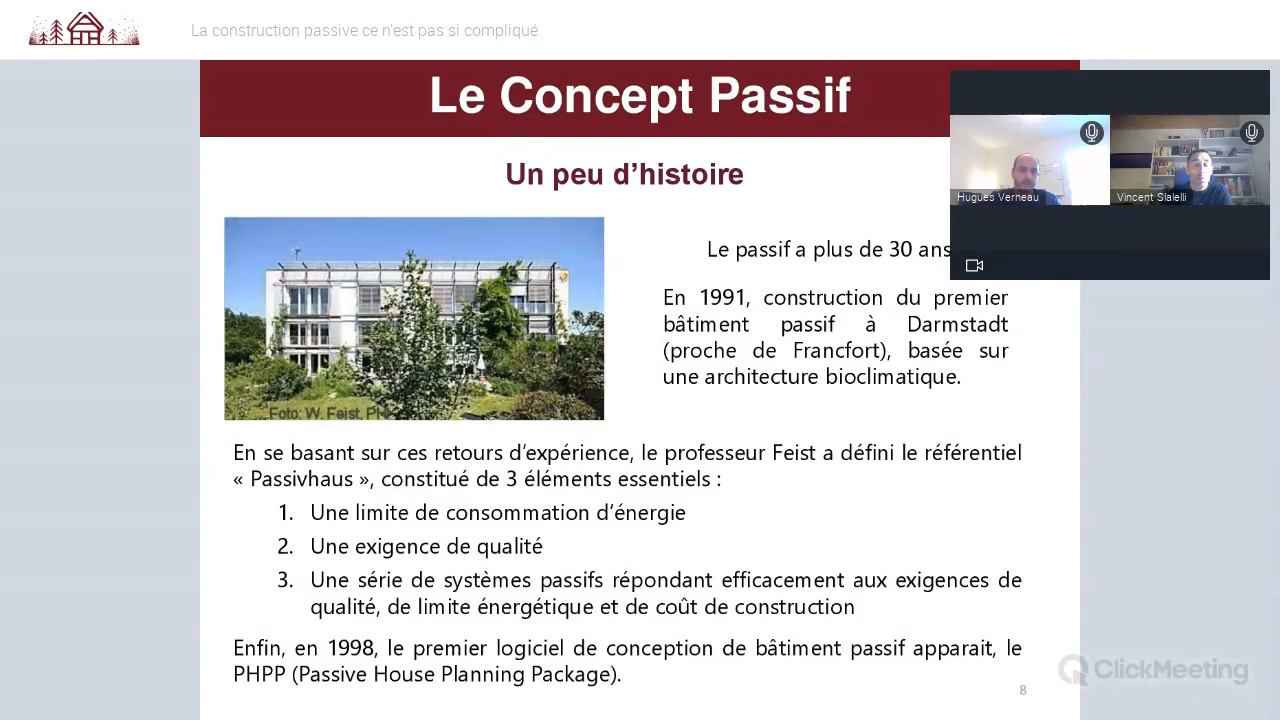 La construction passive ce n'est pas si compliqué
Le Concept Passif
Un peu d’histoire
Hugues Verneau
Vincent Sialelli
Le passif a plus de 30 ans
En 1991, construction du premier
bâtiment passif à Darmstadt
(proche de Francfort), basée sur
une architecture bioclimatique.
Foto: W. Feist, PH
En se basant sur ces retours d’expérience, le professeur Feist a défini le référentiel
« Passivhaus », constitué de 3 éléments essentiels :
1. Une limite de consommation d’énergie
2. Une exigence de qualité
3. Une série de systèmes passifs répondant efficacement aux exigences de
qualité, de limite énergétique et de coût de construction
Enfin, en 1998, le premier logiciel de conception de bâtiment passif apparait, le
PHPP (Passive House Planning Package).
8
ClickMeeting